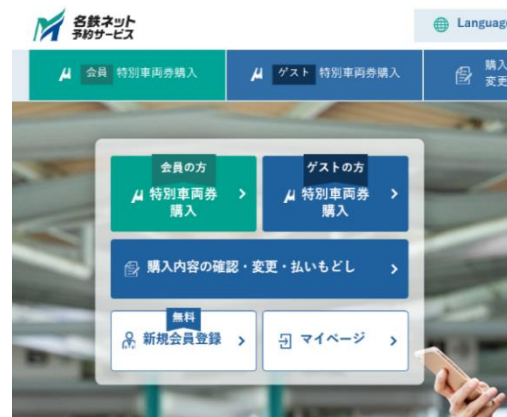 名鉄ネット
予約サービス
Language
μ 会員 特別車両券購入
μ ゲスト 特別車両券購入
購入
変更
会員の方
μ 特別車両券
購入
ゲストの方
μ 特別車両券
購入
購入内容の確認・変更・払いもどし
無料
新規会員登録
マイページ